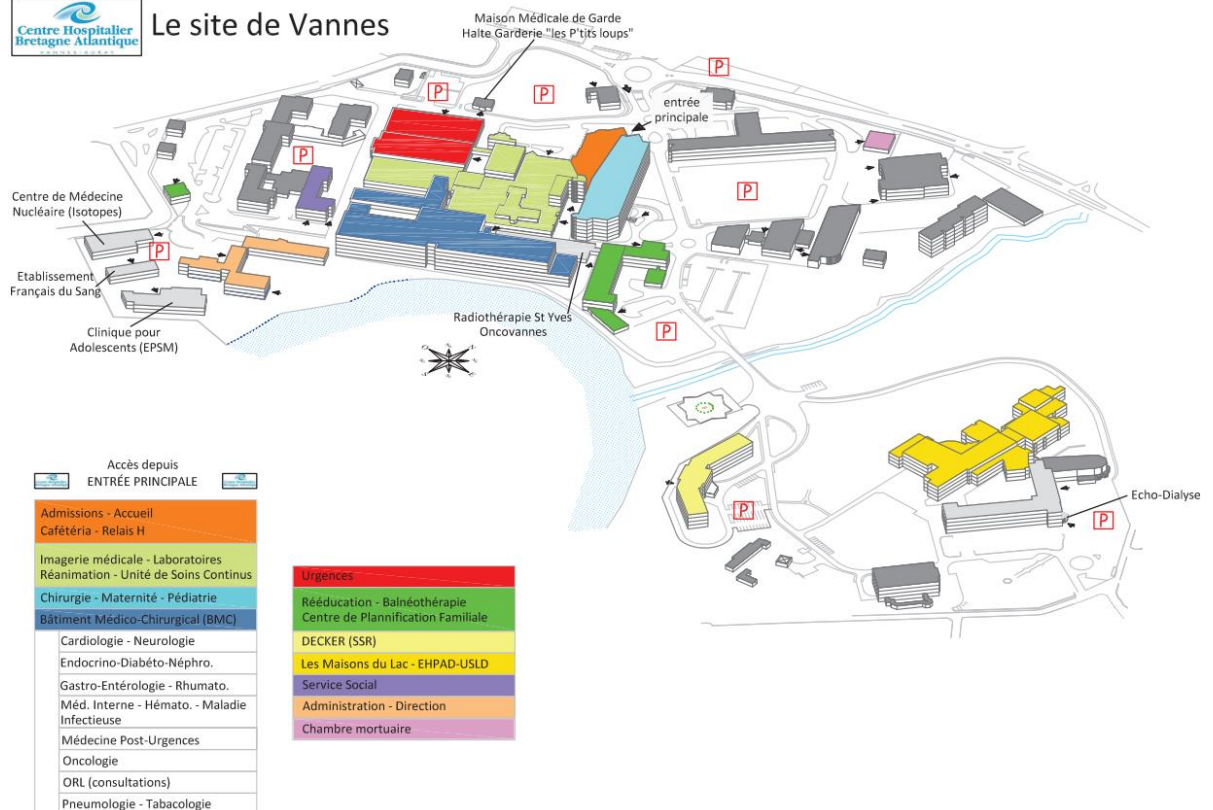 Centre Hospitalier
Bretagne Atlantique
VANNES-AURAY
Le site de Vannes
Maison Médicale de Garde
Halte Garderie "les P'tits loups"
P
P
P
entrée
principale
P
P
Centre de Médecine
Nucléaire (Isotopes)
P
Etablissement
Français du Sang
Clinique pour
Adolescents (EPSM)
Radiothérapie St Yves
Oncovannes
P
P
Echo-Dialyse
P
Accès depuis
ENTRÉE PRINCIPALE
Admissions - Accueil
Cafétéria - Relais H
Imagerie médicale - Laboratoires
Réanimation - Unité de Soins Continus
Chirurgie - Maternité - Pédiatrie
Bâtiment Médico-Chirurgical (BMC)
Cardiologie - Neurologie
Endocrino-Diabéto-Néphro.
Gastro-Entérologie - Rhumato.
Méd. Interne - Hémato. - Maladie
Infectieuse
Médecine Post-Urgences
Oncologie
ORL (consultations)
Pneumologie - Tabacologie
Urgences
Rééducation - Balnéothérapie
Centre de Plannification Familiale
DECKER (SSR)
Les Maisons du Lac - EHPAD-USLD
Service Social
Administration - Direction
Chambre mortuaire